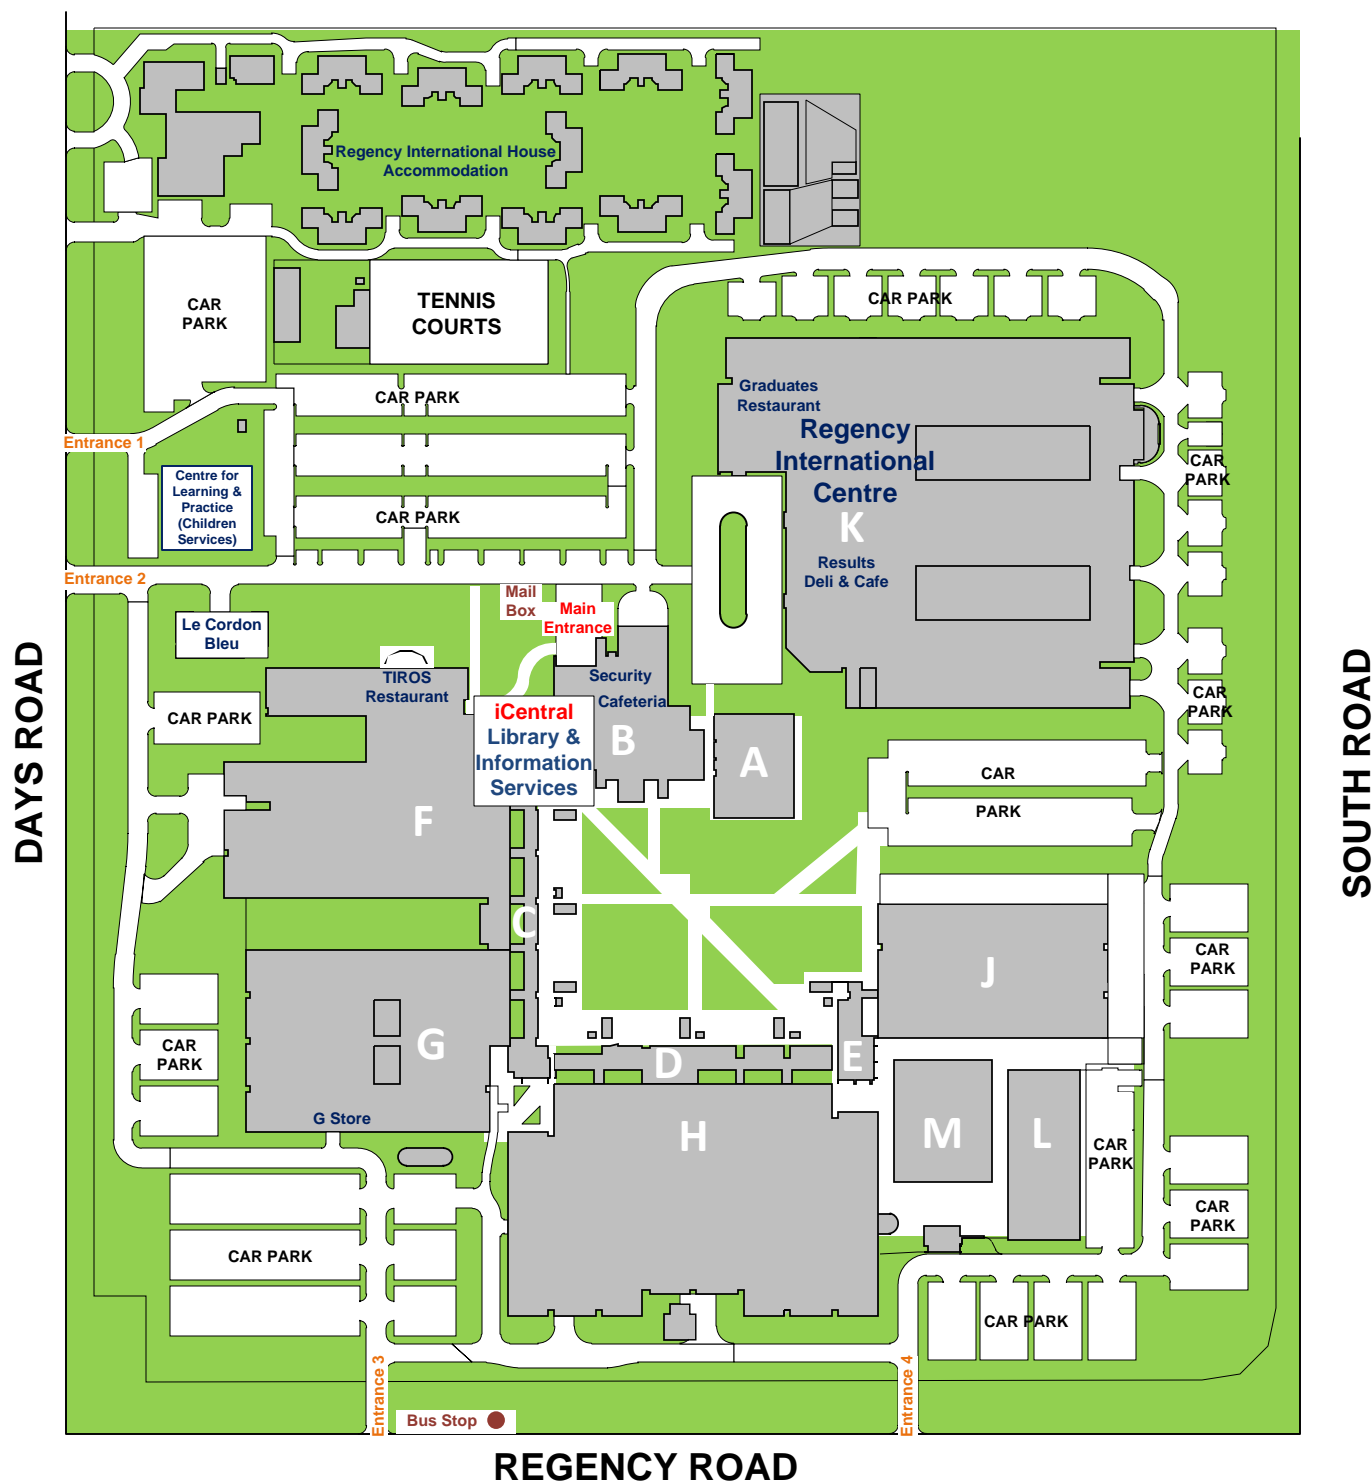 Regency International House
Accommodation
CAR
PARK
TENNIS
COURTS
CAR PARK
CAR PARK
Graduates
Restaurant
Regency
International
Centre
K
Results
Deli & Cafe
Entrance 1
CAR
PARK
Centre for
Learning &
Practice
(Children
Services)
CAR PARK
Entrance 2
Mail
Box
Main
Entrance
Le Cordon
Bleu
TIROS
Restaurant
Security
Cafeteria
B
iCentral
Library &
Information
Services
A
CAR PARK
CAR
PARK
CAR
PARK
F
C
DAYS ROAD
SOUTH ROAD
J
CAR
PARK
G
CAR
PARK
D
E
G Store
H
M
L
CAR
PARK
CAR
PARK
CAR PARK
CAR PARK
Entrance 3
Entrance 4
Bus Stop
REGENCY ROAD